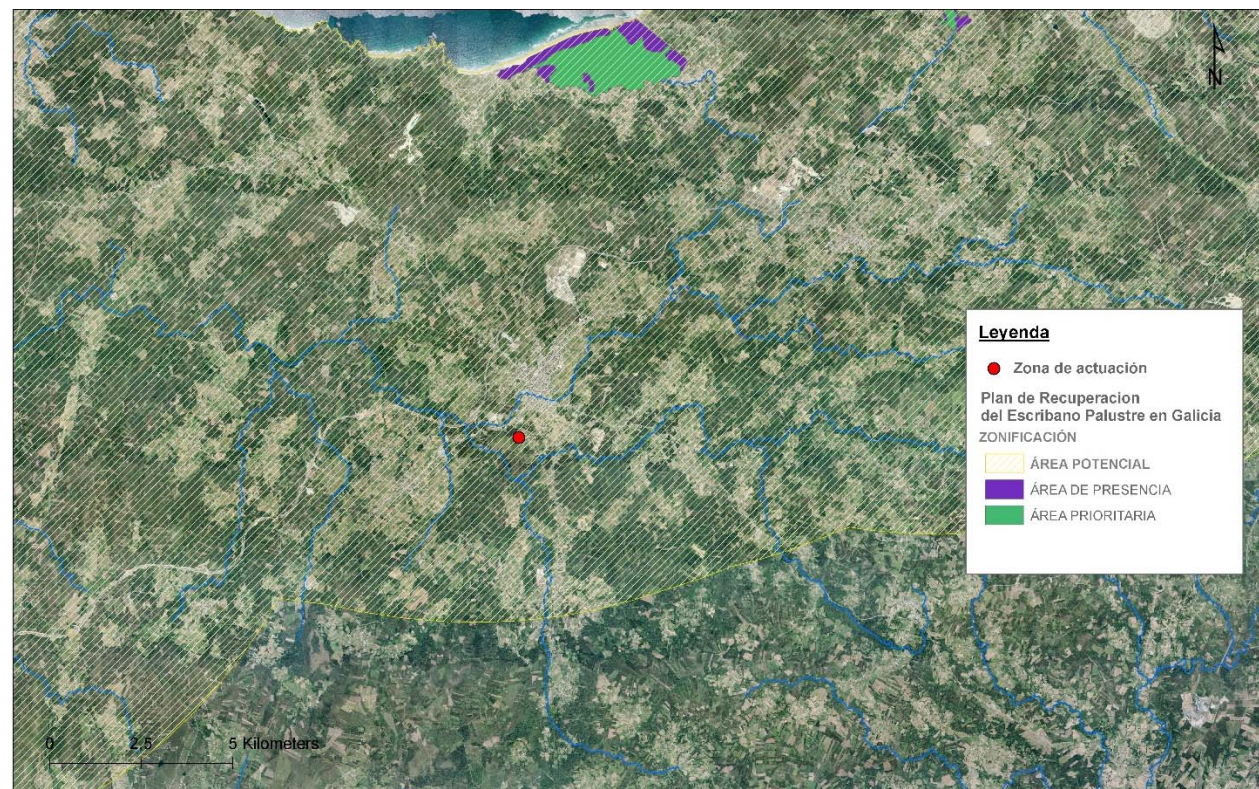 N
Leyenda
Zona de actuación
Plan de Recuperacion
del Escribano Palustre en Galicia
ZONIFICACIÓN
ÁREA POTENCIAL
ÁREA DE PRESENCIA
ÁREA PRIORITARIA
0 2,5 5 Kilometers